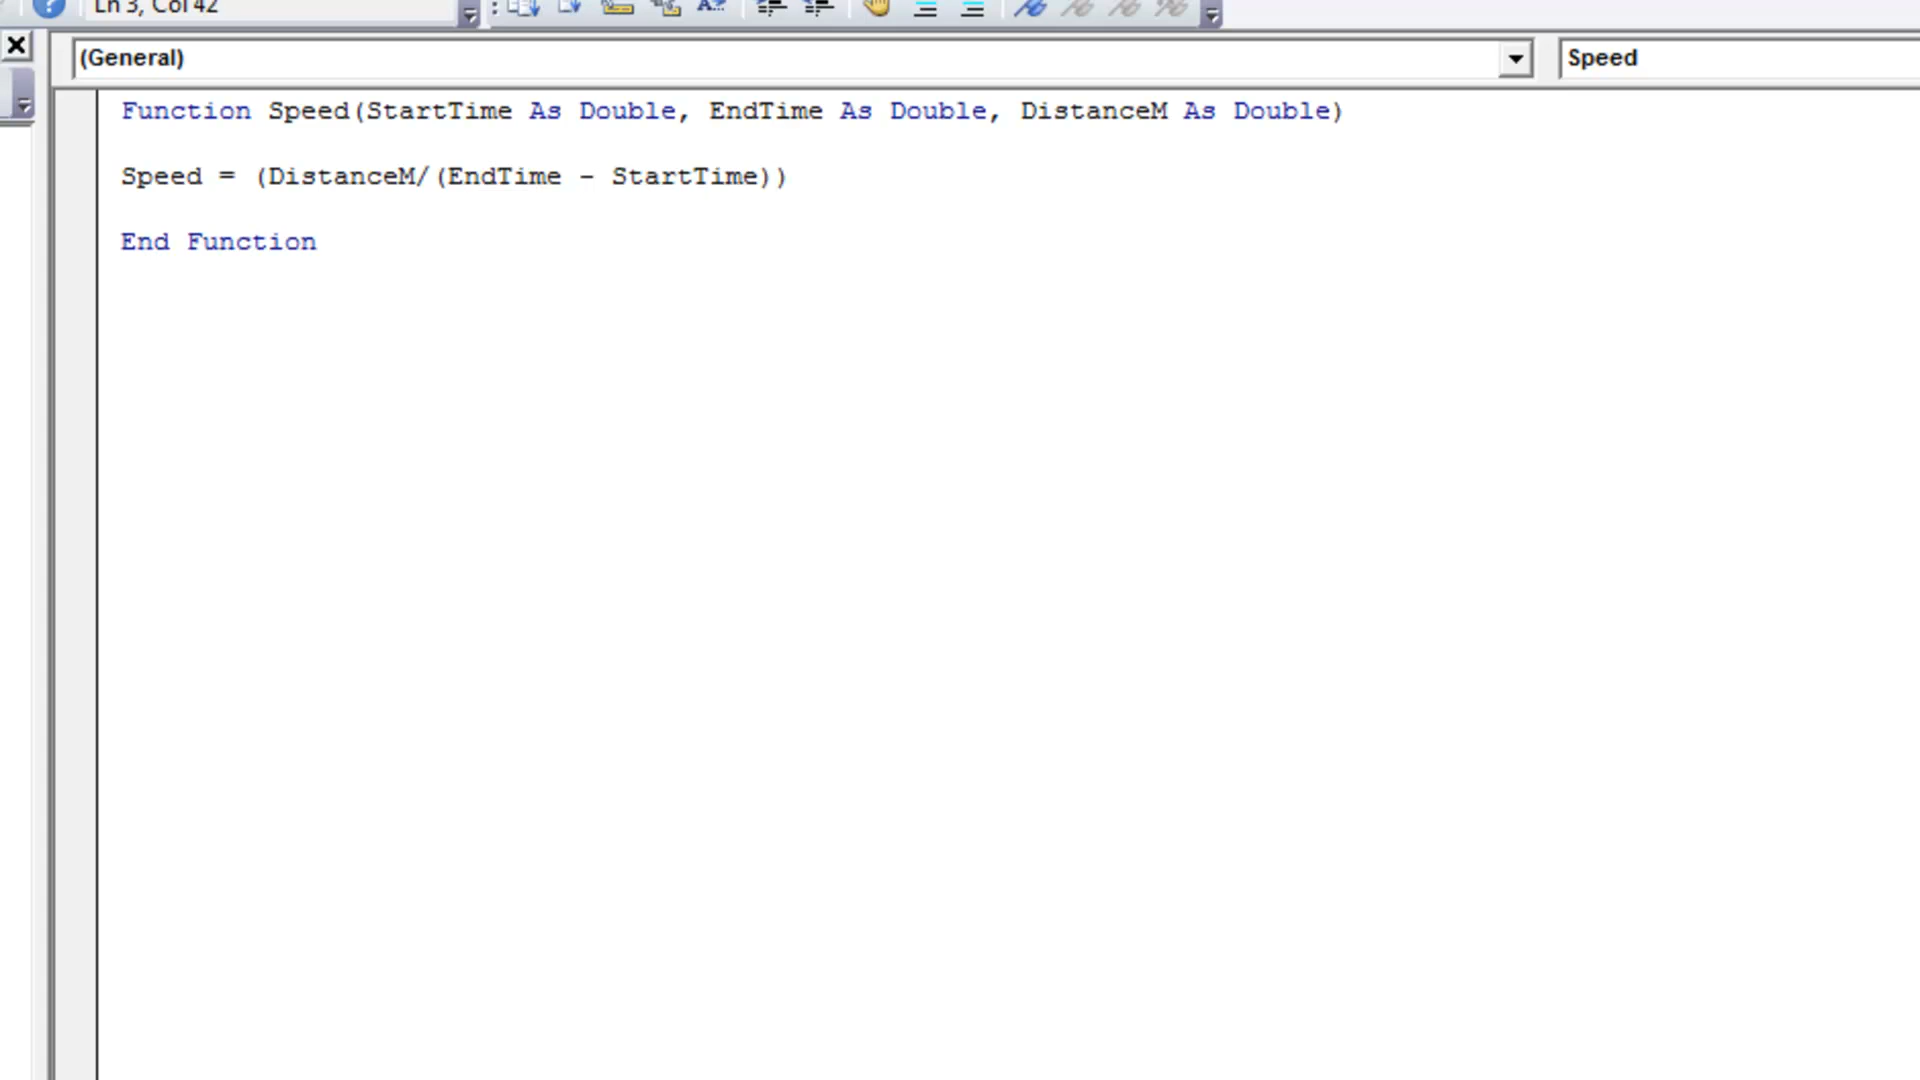 Ln 3, Col 42
(General)
Speed
Function Speed(StartTime As Double, EndTime As Double, DistanceM As Double)
Speed = (DistanceM/(EndTime - StartTime))
End Function